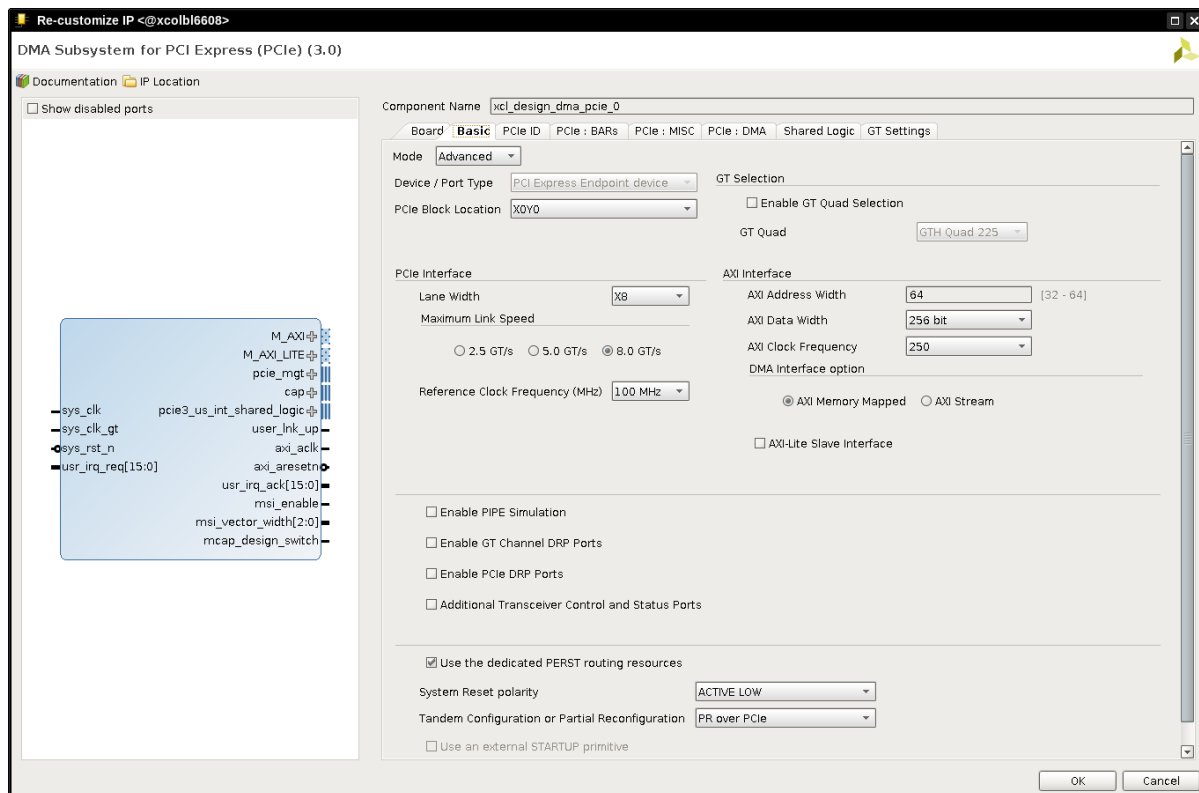 Re-customize IP <@xcolbl6608>
DMA Subsystem for PCI Express (PCIe) (3.0)
Documentation IP Location
Show disabled ports
M_AXI
M_AXI_LITE
pcie_mgt
cap
sys_clk pcie3_us_int_shared_logic
sys_clk_gt user_lnk_up
sys_rst_n axi_aclk
usr_irq_req[15:0] axi_aresetn
usr_irq_ack[15:0]
msi_enable
msi_vector_width[2:0]
mcap_design_switch
Component Name xcl_design_dma_pcie_0
Board Basic PCIe ID PCIe : BARs PCIe : MISC PCIe : DMA Shared Logic GT Settings
Mode Advanced
Device / Port Type PCI Express Endpoint device
PCIe Block Location X0Y0
GT Selection
Enable GT Quad Selection
GT Quad GTH Quad 225
PCIe Interface
Lane Width X8
Maximum Link Speed
2.5 GT/s 5.0 GT/s 8.0 GT/s
Reference Clock Frequency (MHz) 100 MHz
AXI Interface
AXI Address Width 64 [32 - 64]
AXI Data Width 256 bit
AXI Clock Frequency 250
DMA Interface option
AXI Memory Mapped AXI Stream
AXI-Lite Slave Interface
Enable PIPE Simulation
Enable GT Channel DRP Ports
Enable PCIe DRP Ports
Additional Transceiver Control and Status Ports
Use the dedicated PERST routing resources
System Reset polarity ACTIVE LOW
Tandem Configuration or Partial Reconfiguration PR over PCIe
Use an external STARTUP primitive
OK Cancel